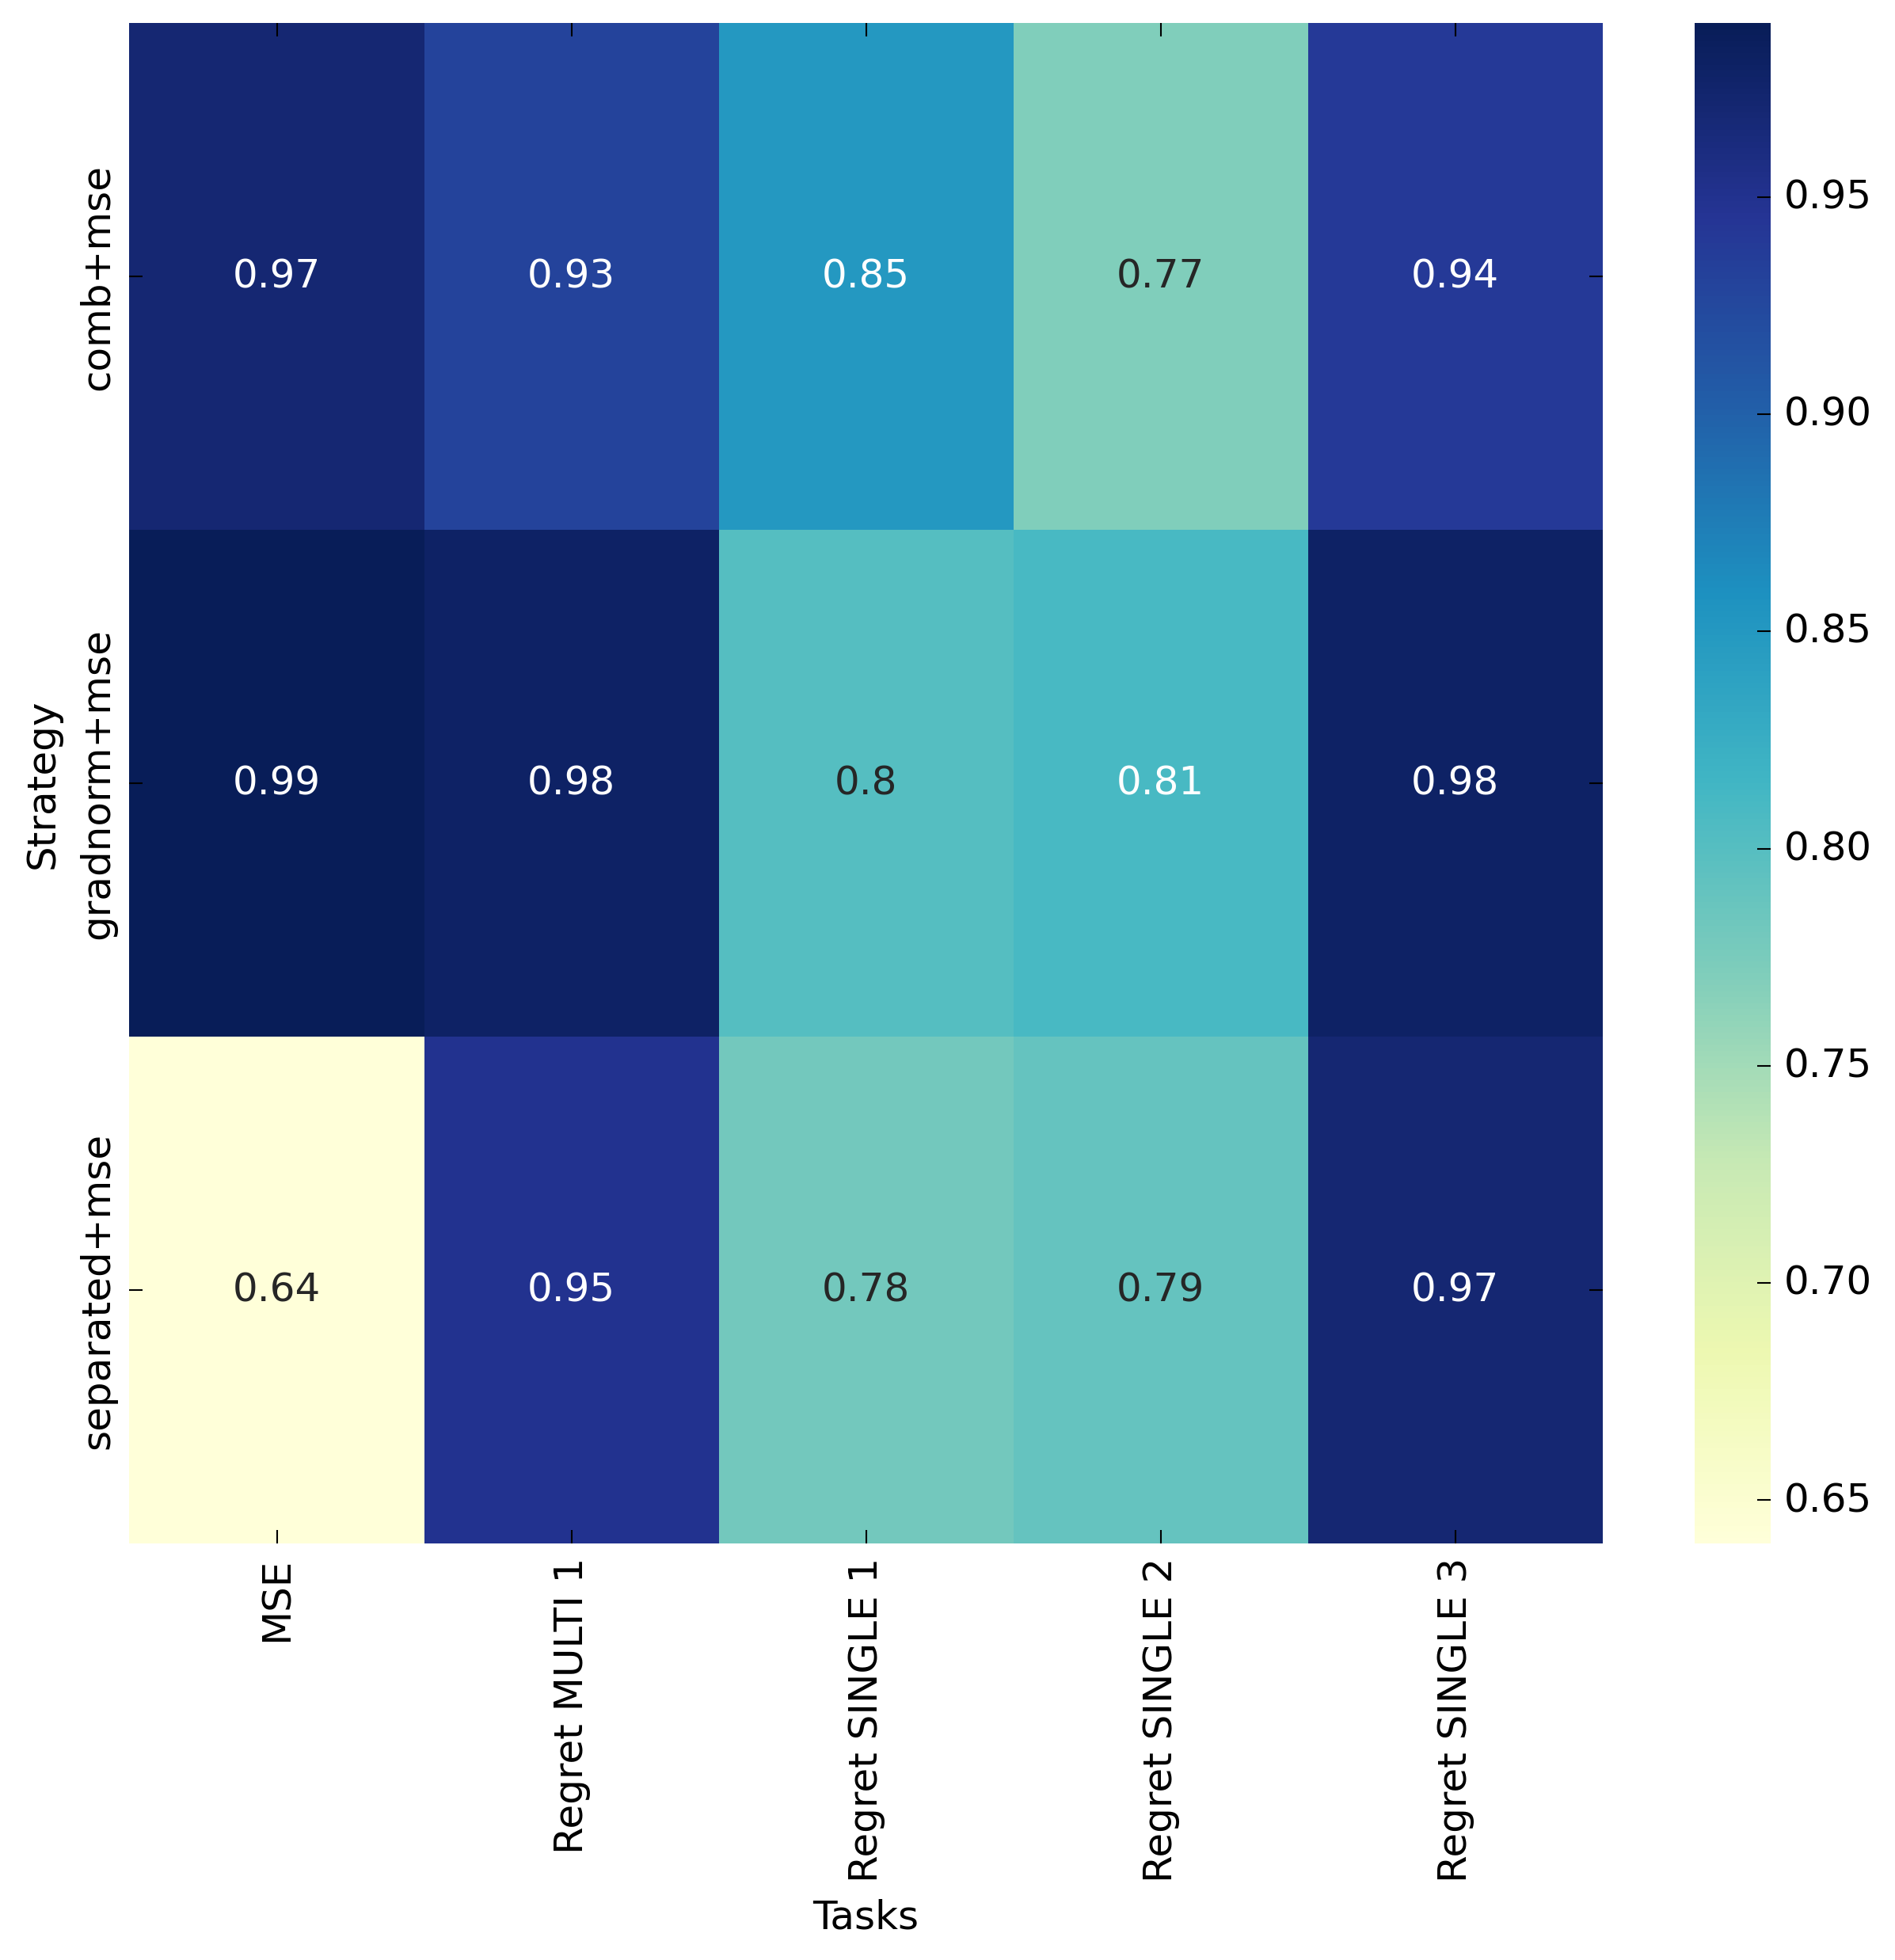 Strategy
comb+mse
0.97 0.93 0.85 0.77 0.94
gradnorm+mse
0.99 0.98 0.8 0.81 0.98
separated+mse
0.64 0.95 0.78 0.79 0.97
MSE
Regret MULTI 1
Regret SINGLE 1
Regret SINGLE 2
Regret SINGLE 3
Tasks
0.95
0.90
0.85
0.80
0.75
0.70
0.65